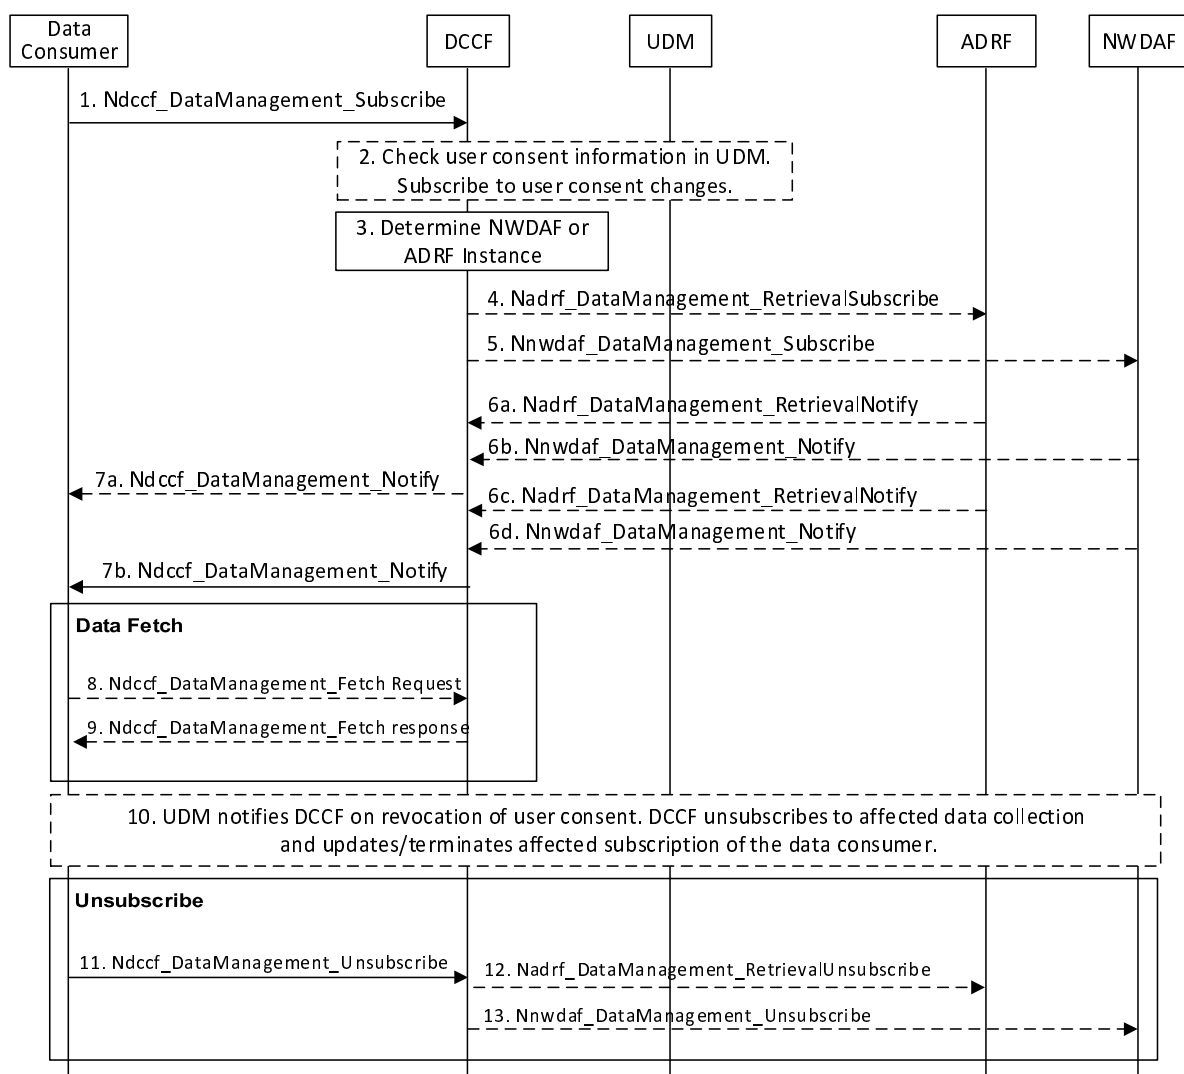 Data
Consumer
DCCF
UDM
ADRF
NWDAF
1. Ndccf_DataManagement_Subscribe
2. Check user consent information in UDM.
Subscribe to user consent changes.
3. Determine NWDAF or
ADRF Instance
4. Nadrf_DataManagement_RetrievalSubscribe
5. Nnwdaf_DataManagement_Subscribe
6a. Nadrf_DataManagement_RetrievalNotify
6b. Nnwdaf_DataManagement_Notify
7a. Ndccf_DataManagement_Notify
6c. Nadrf_DataManagement_RetrievalNotify
6d. Nnwdaf_DataManagement_Notify
7b. Ndccf_DataManagement_Notify
Data Fetch
8. Ndccf_DataManagement_Fetch Request
9. Ndccf_DataManagement_Fetch response
10. UDM notifies DCCF on revocation of user consent. DCCF unsubscribes to affected data collection
and updates/terminates affected subscription of the data consumer.
Unsubscribe
11. Ndccf_DataManagement_Unsubscribe
12. Nadrf_DataManagement_RetrievalUnsubscribe
13. Nnwdaf_DataManagement_Unsubscribe